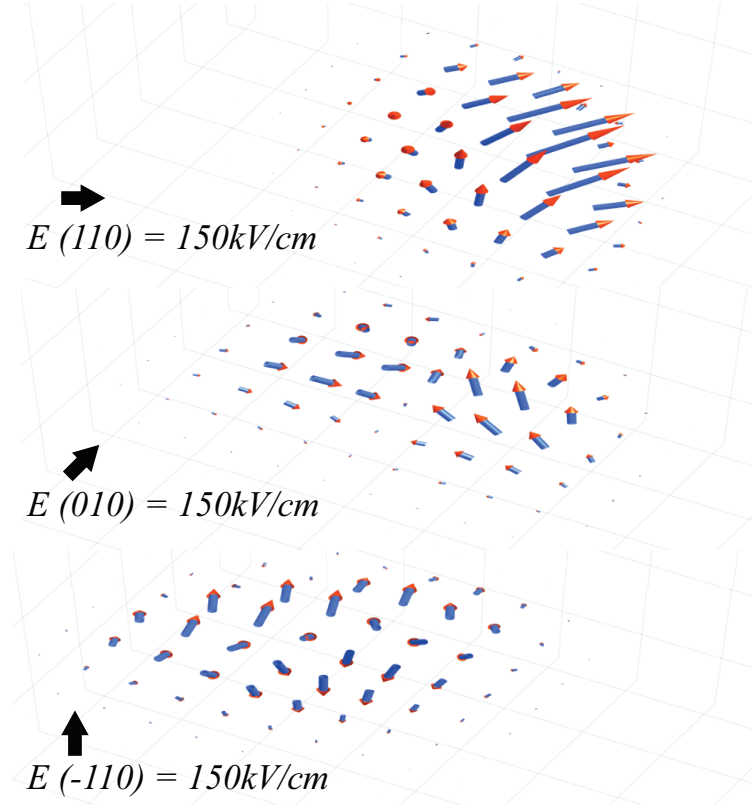 E (110) = 150kV/cm
E (010) = 150kV/cm
E (-110) = 150kV/cm